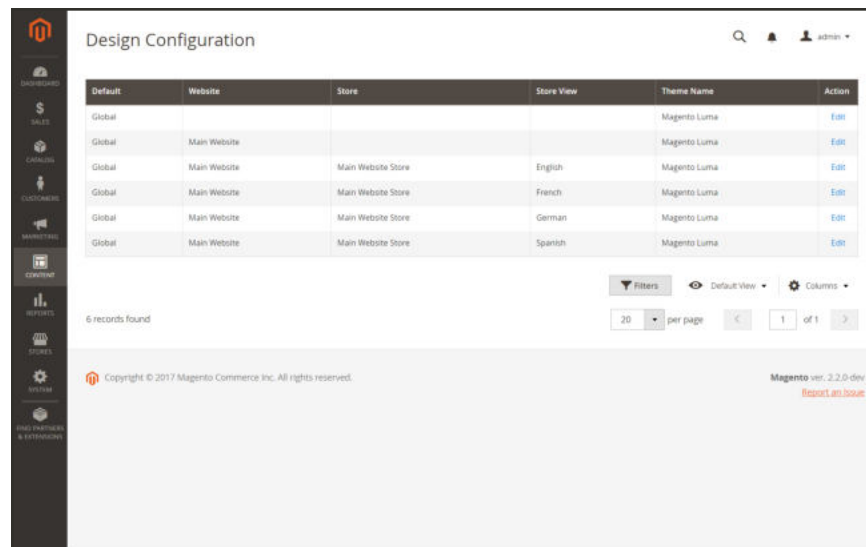 Design Configuration
admin
DASHBOARD
SALES
CATALOG
CUSTOMERS
MARKETING
CONTENT
REPORTS
STORES
SYSTEM
FIND PARTNERS
& EXTENSIONS
Default Website Store Store View Theme Name Action
Global Magento Luma Edit
Global Main Website Magento Luma Edit
Global Main Website Main Website Store English Magento Luma Edit
Global Main Website Main Website Store French Magento Luma Edit
Global Main Website Main Website Store German Magento Luma Edit
Global Main Website Main Website Store Spanish Magento Luma Edit
Filters Default View Columns
6 records found 20 per page 1 of 1
Copyright © 2017 Magento Commerce Inc. All rights reserved. Magento ver. 2.2.0-dev
Report an Issue